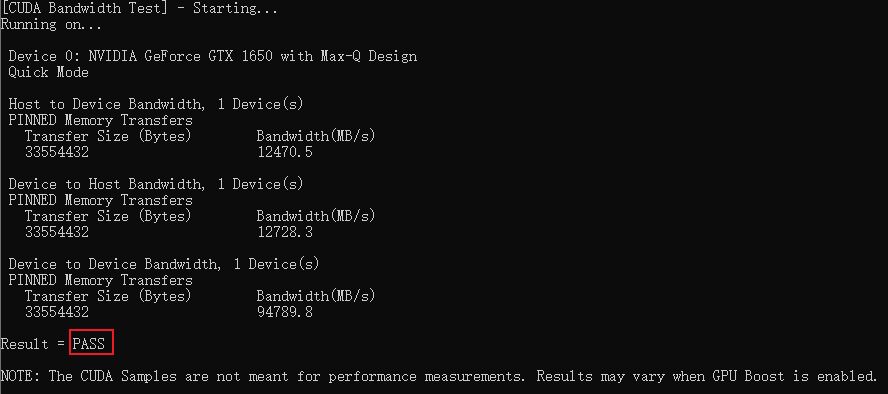 [CUDA Bandwidth Test] - Starting...
Running on...
Device 0: NVIDIA GeForce GTX 1650 with Max-Q Design
Quick Mode
Host to Device Bandwidth, 1 Device(s)
PINNED Memory Transfers
Transfer Size (Bytes) Bandwidth(MB/s)
33554432 12470.5
Device to Host Bandwidth, 1 Device(s)
PINNED Memory Transfers
Transfer Size (Bytes) Bandwidth(MB/s)
33554432 12728.3
Device to Device Bandwidth, 1 Device(s)
PINNED Memory Transfers
Transfer Size (Bytes) Bandwidth(MB/s)
33554432 94789.8
Result = PASS
NOTE: The CUDA Samples are not meant for performance measurements. Results may vary when GPU Boost is enabled.